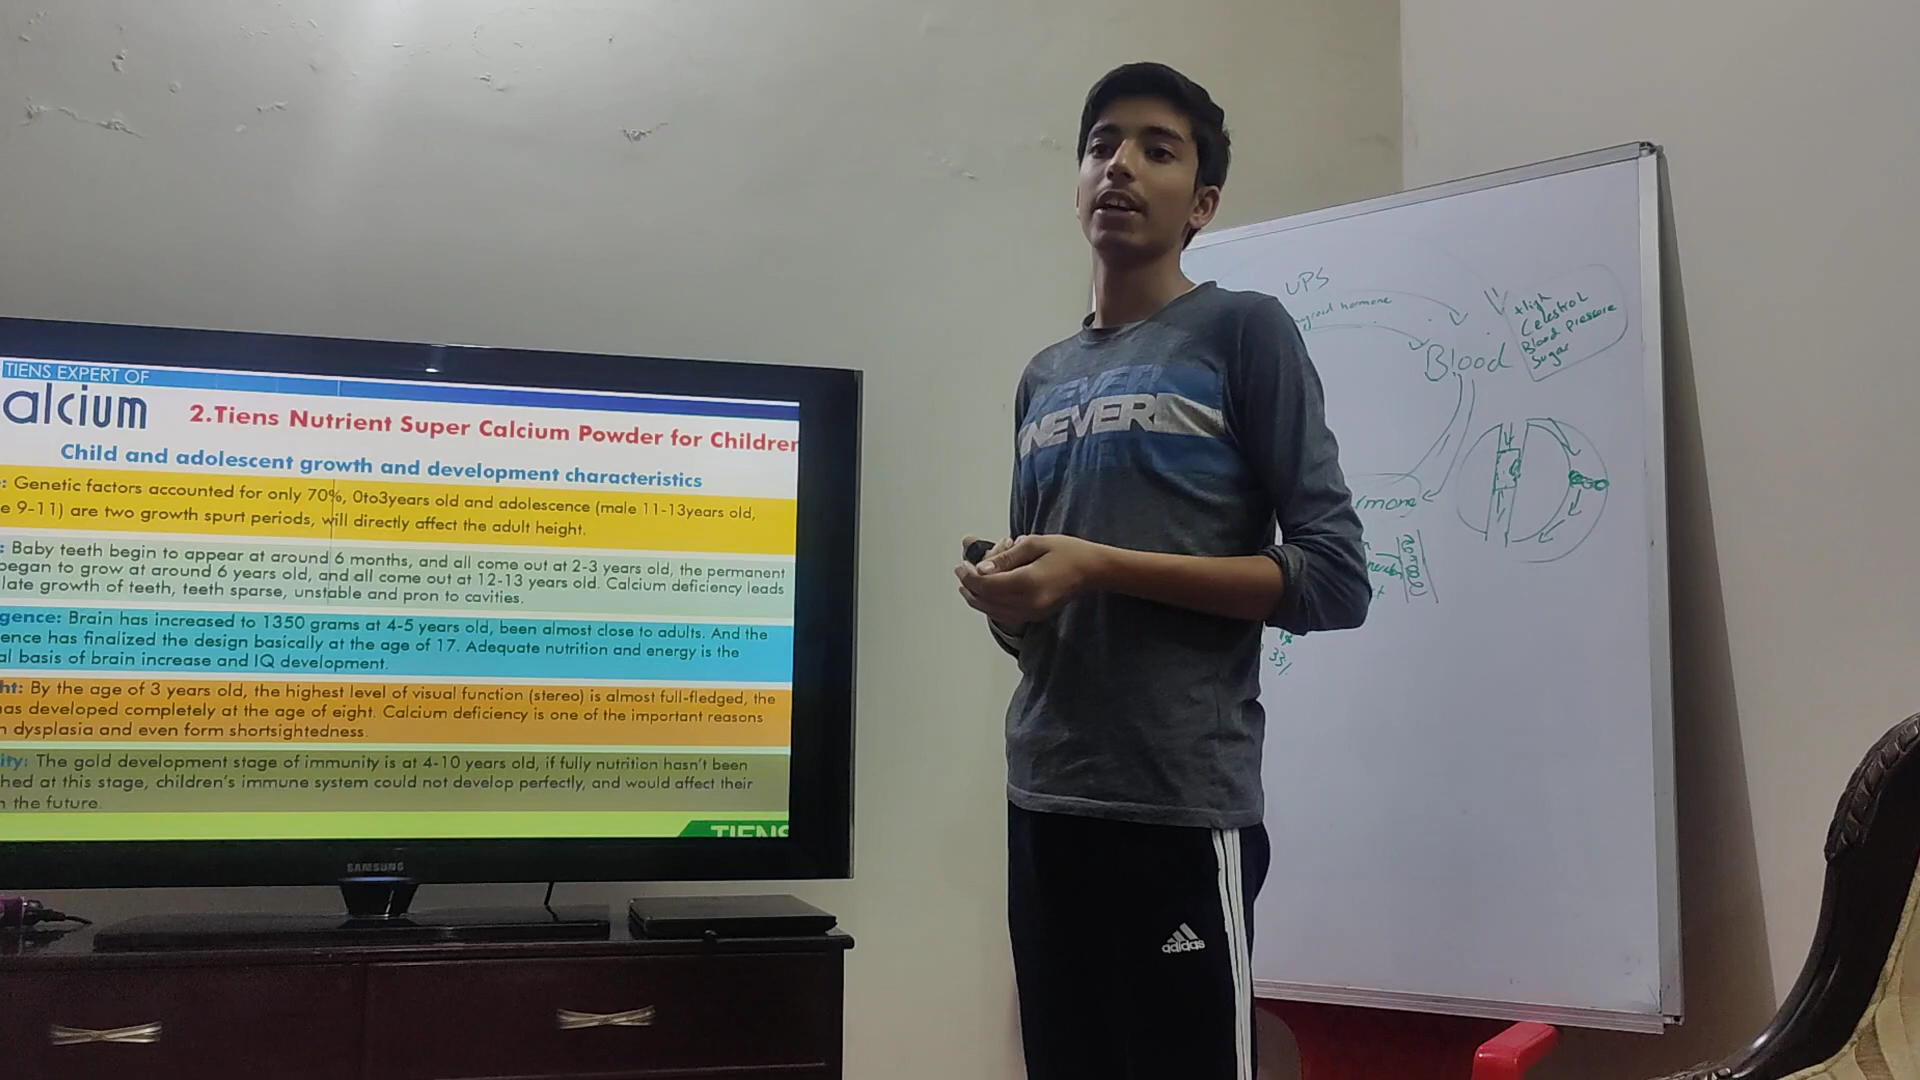 TIENS EXPERT OF
alcium
2.Tiens Nutrient Super Calcium Powder for Children
Child and adolescent growth and development characteristics
: Genetic factors accounted for only 70%, 0to3years old and adolescence (male 11-13years old,
e 9-11) are two growth spurt periods, will directly affect the adult height.
: Baby teeth begin to appear at around 6 months, and all come out at 2-3 years old, the permanent
began to grow at around 6 years old, and all come out at 12-13 years old. Calcium deficiency leads
late growth of teeth, teeth sparse, unstable and pron to cavities.
gence: Brain has increased to 1350 grams at 4-5 years old, been almost close to adults. And the
ence has finalized the design basically at the age of 17. Adequate nutrition and energy is the
al basis of brain increase and IQ development.
ht: By the age of 3 years old, the highest level of visual function (stereo) is almost full-fledged, the
has developed completely at the age of eight. Calcium deficiency is one of the important reasons
n dysplasia and even form shortsightedness.
ity: The gold development stage of immunity is at 4-10 years old, if fully nutrition hasn't been
hed at this stage, children's immune system could not develop perfectly, and would affect their
n the future.
TIENS
SAMSUNG
NEVER
adidas
UPS
hormone
Blood
High
Celestrol
Blood pressure
Sugar
rmone
33%